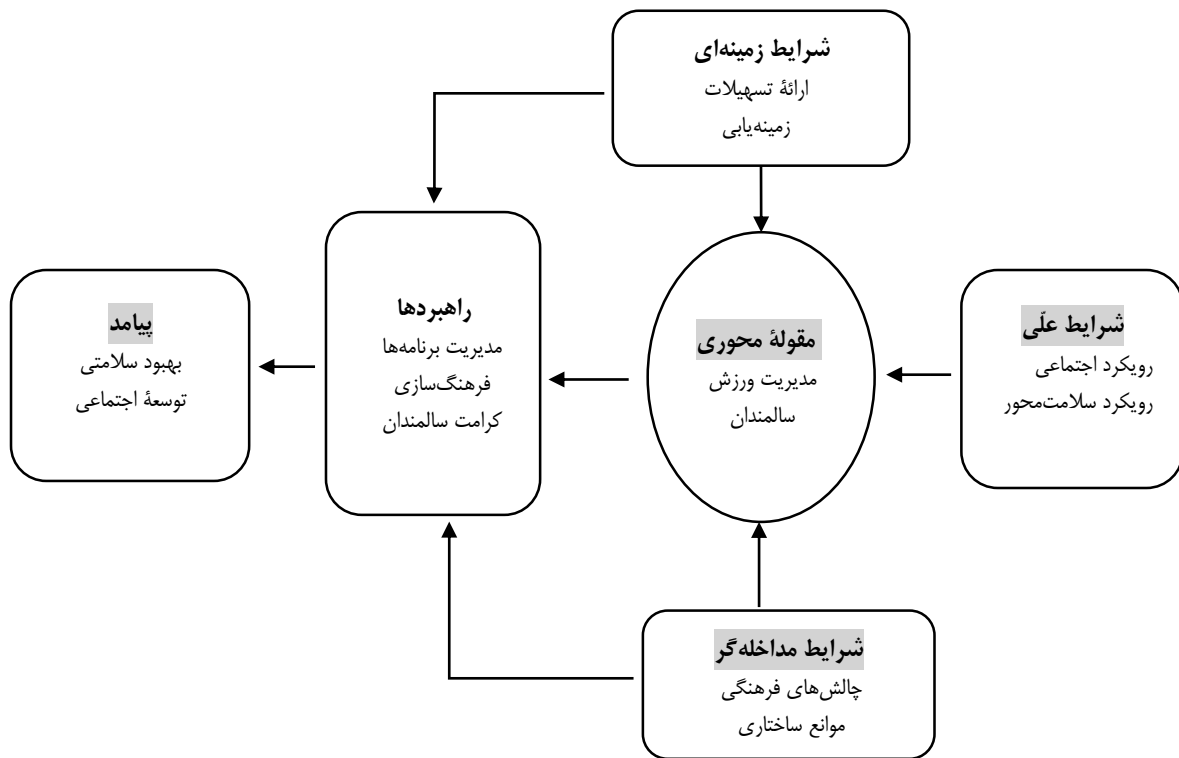 شرایط زمینه‌ای
ارائهٔ تسهیلات
زمینه‌یابی
شرایط علّی
رویکرد اجتماعی
رویکرد سلامت‌محور
مقولهٔ محوری
مدیریت ورزش
سالمندان
راهبردها
مدیریت برنامه‌ها
فرهنگ‌سازی
کرامت سالمندان
پیامد
بهبود سلامتی
توسعهٔ اجتماعی
شرایط مداخله‌گر
چالش‌های فرهنگی
موانع ساختاری